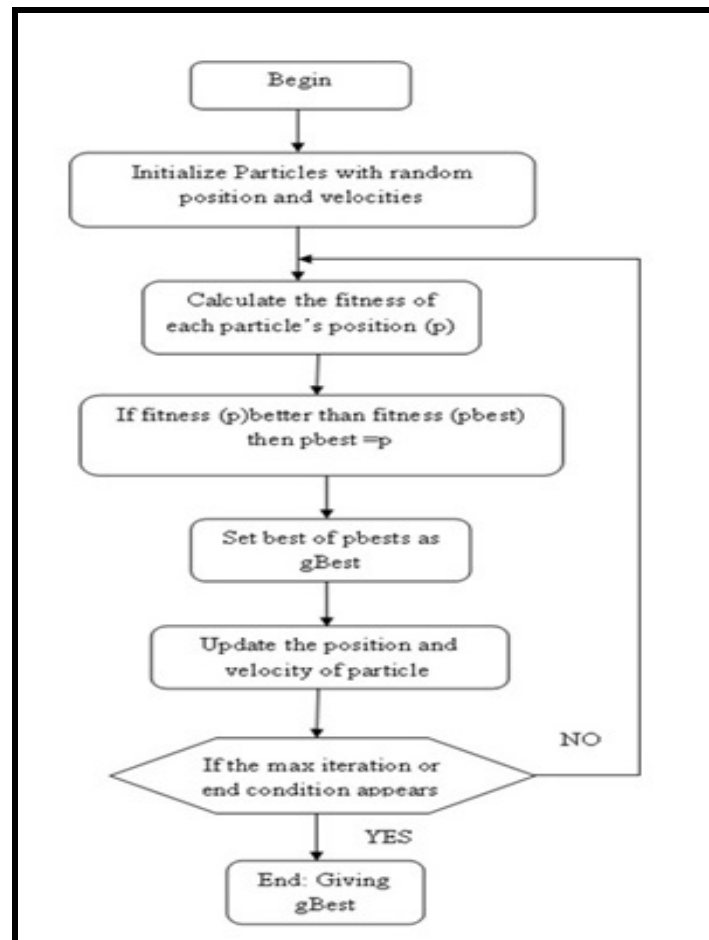 Begin
Initialize Particles with random
position and velocities
Calculate the fitness of
each particle's position (p)
If fitness (p)better than fitness (pbest)
then pbest =p
Set best of pbests as
gBest
Update the position and
velocity of particle
NO
If the max iteration or
end condition appears
YES
End: Giving
gBest